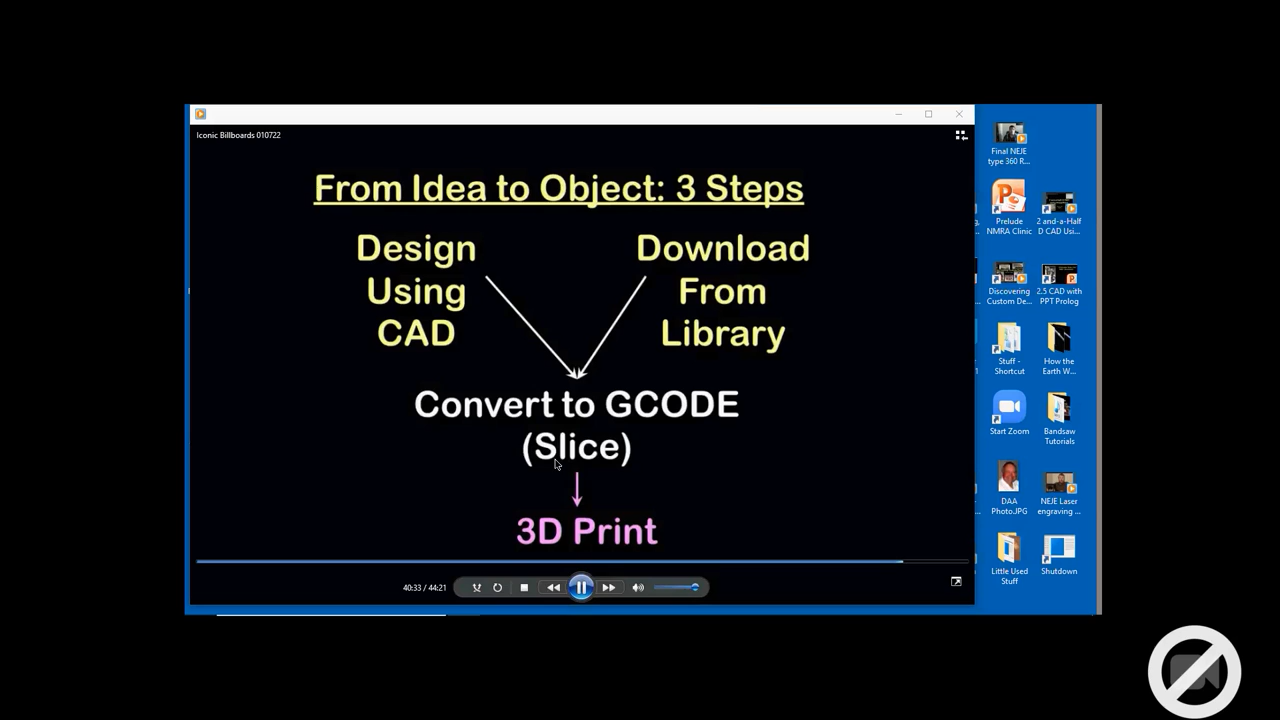 Iconic Billboards 010722
From Idea to Object: 3 Steps
Design
Using
CAD
Download
From
Library
Convert to GCODE
(Slice)
3D Print
40:33 / 44:21
Final NEJE
type 360 R...
Prelude
NMRA Clinic
2 and-a-Half
D CAD Usi...
Discovering
Custom De...
2.5 CAD with
PPT Prolog
Stuff -
Shortcut
How the
Earth W...
Start Zoom
Bandsaw
Tutorials
DAA
Photo.JPG
NEJE Laser
engraving ...
Little Used
Stuff
Shutdown